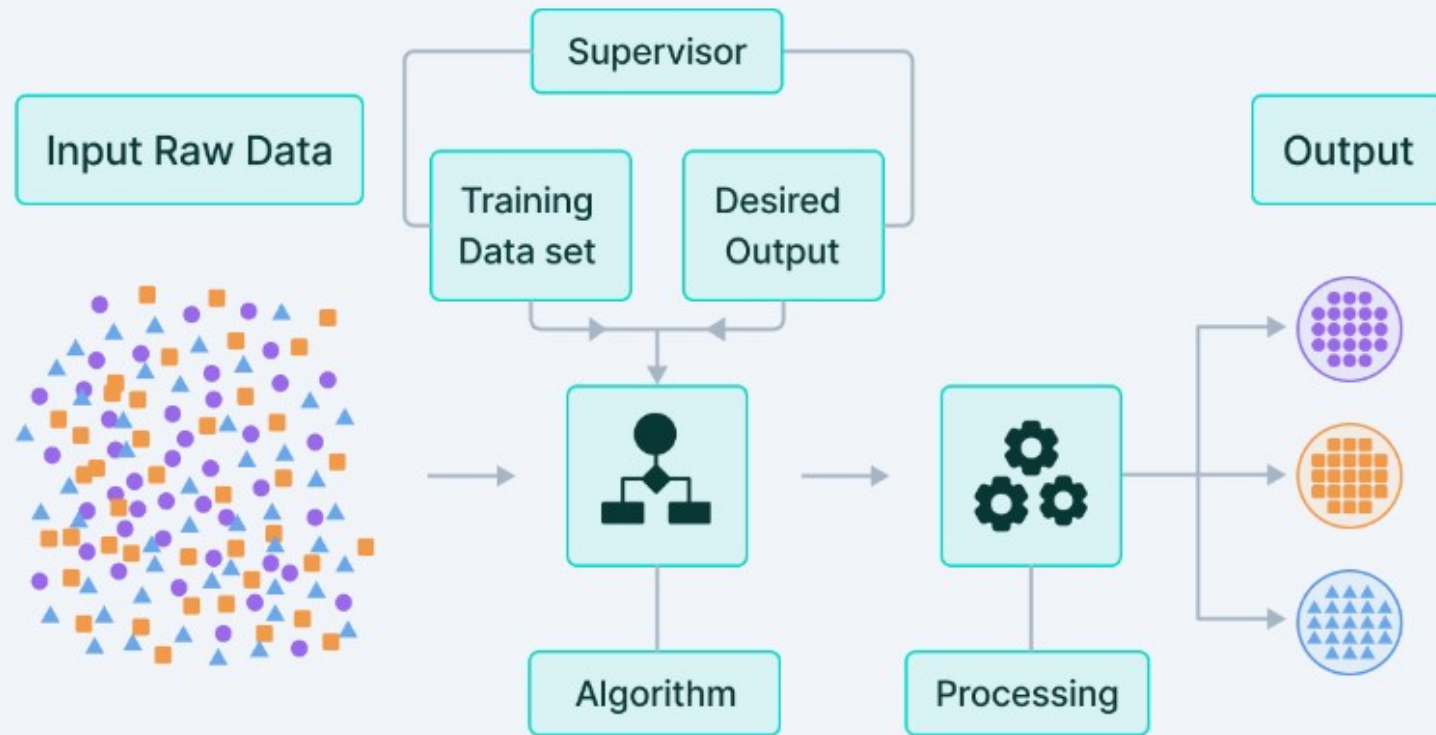 Supervisor
Input Raw Data
Training
Data set
Desired
Output
Output
Algorithm
Processing